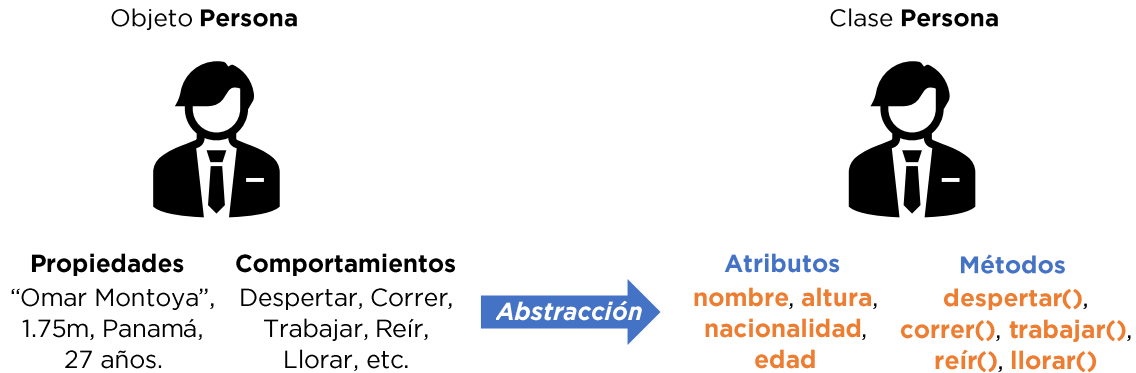 Objeto Persona
Propiedades
“Omar Montoya”,
1.75m, Panamá,
27 años.
Comportamientos
Despertar, Correr,
Trabajar, Reír,
Llorar, etc.
Abstracción
Clase Persona
Atributos
nombre, altura,
nacionalidad,
edad
Métodos
despertar(),
correr(), trabajar(),
reír(), llorar()